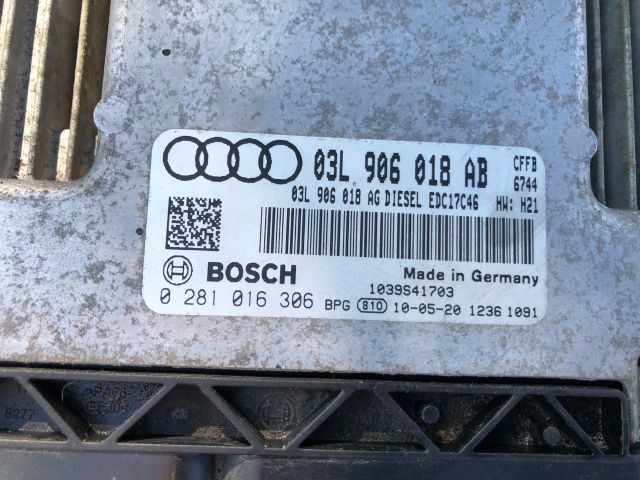 03L 906 018 AB CFFB
6744
03L 906 018 AG DIESEL EDC17C46 HW: H21
BOSCH
Made in Germany
1039S41703
0 281 016 306 BPG 810 10-05-20 1236 1091
8277